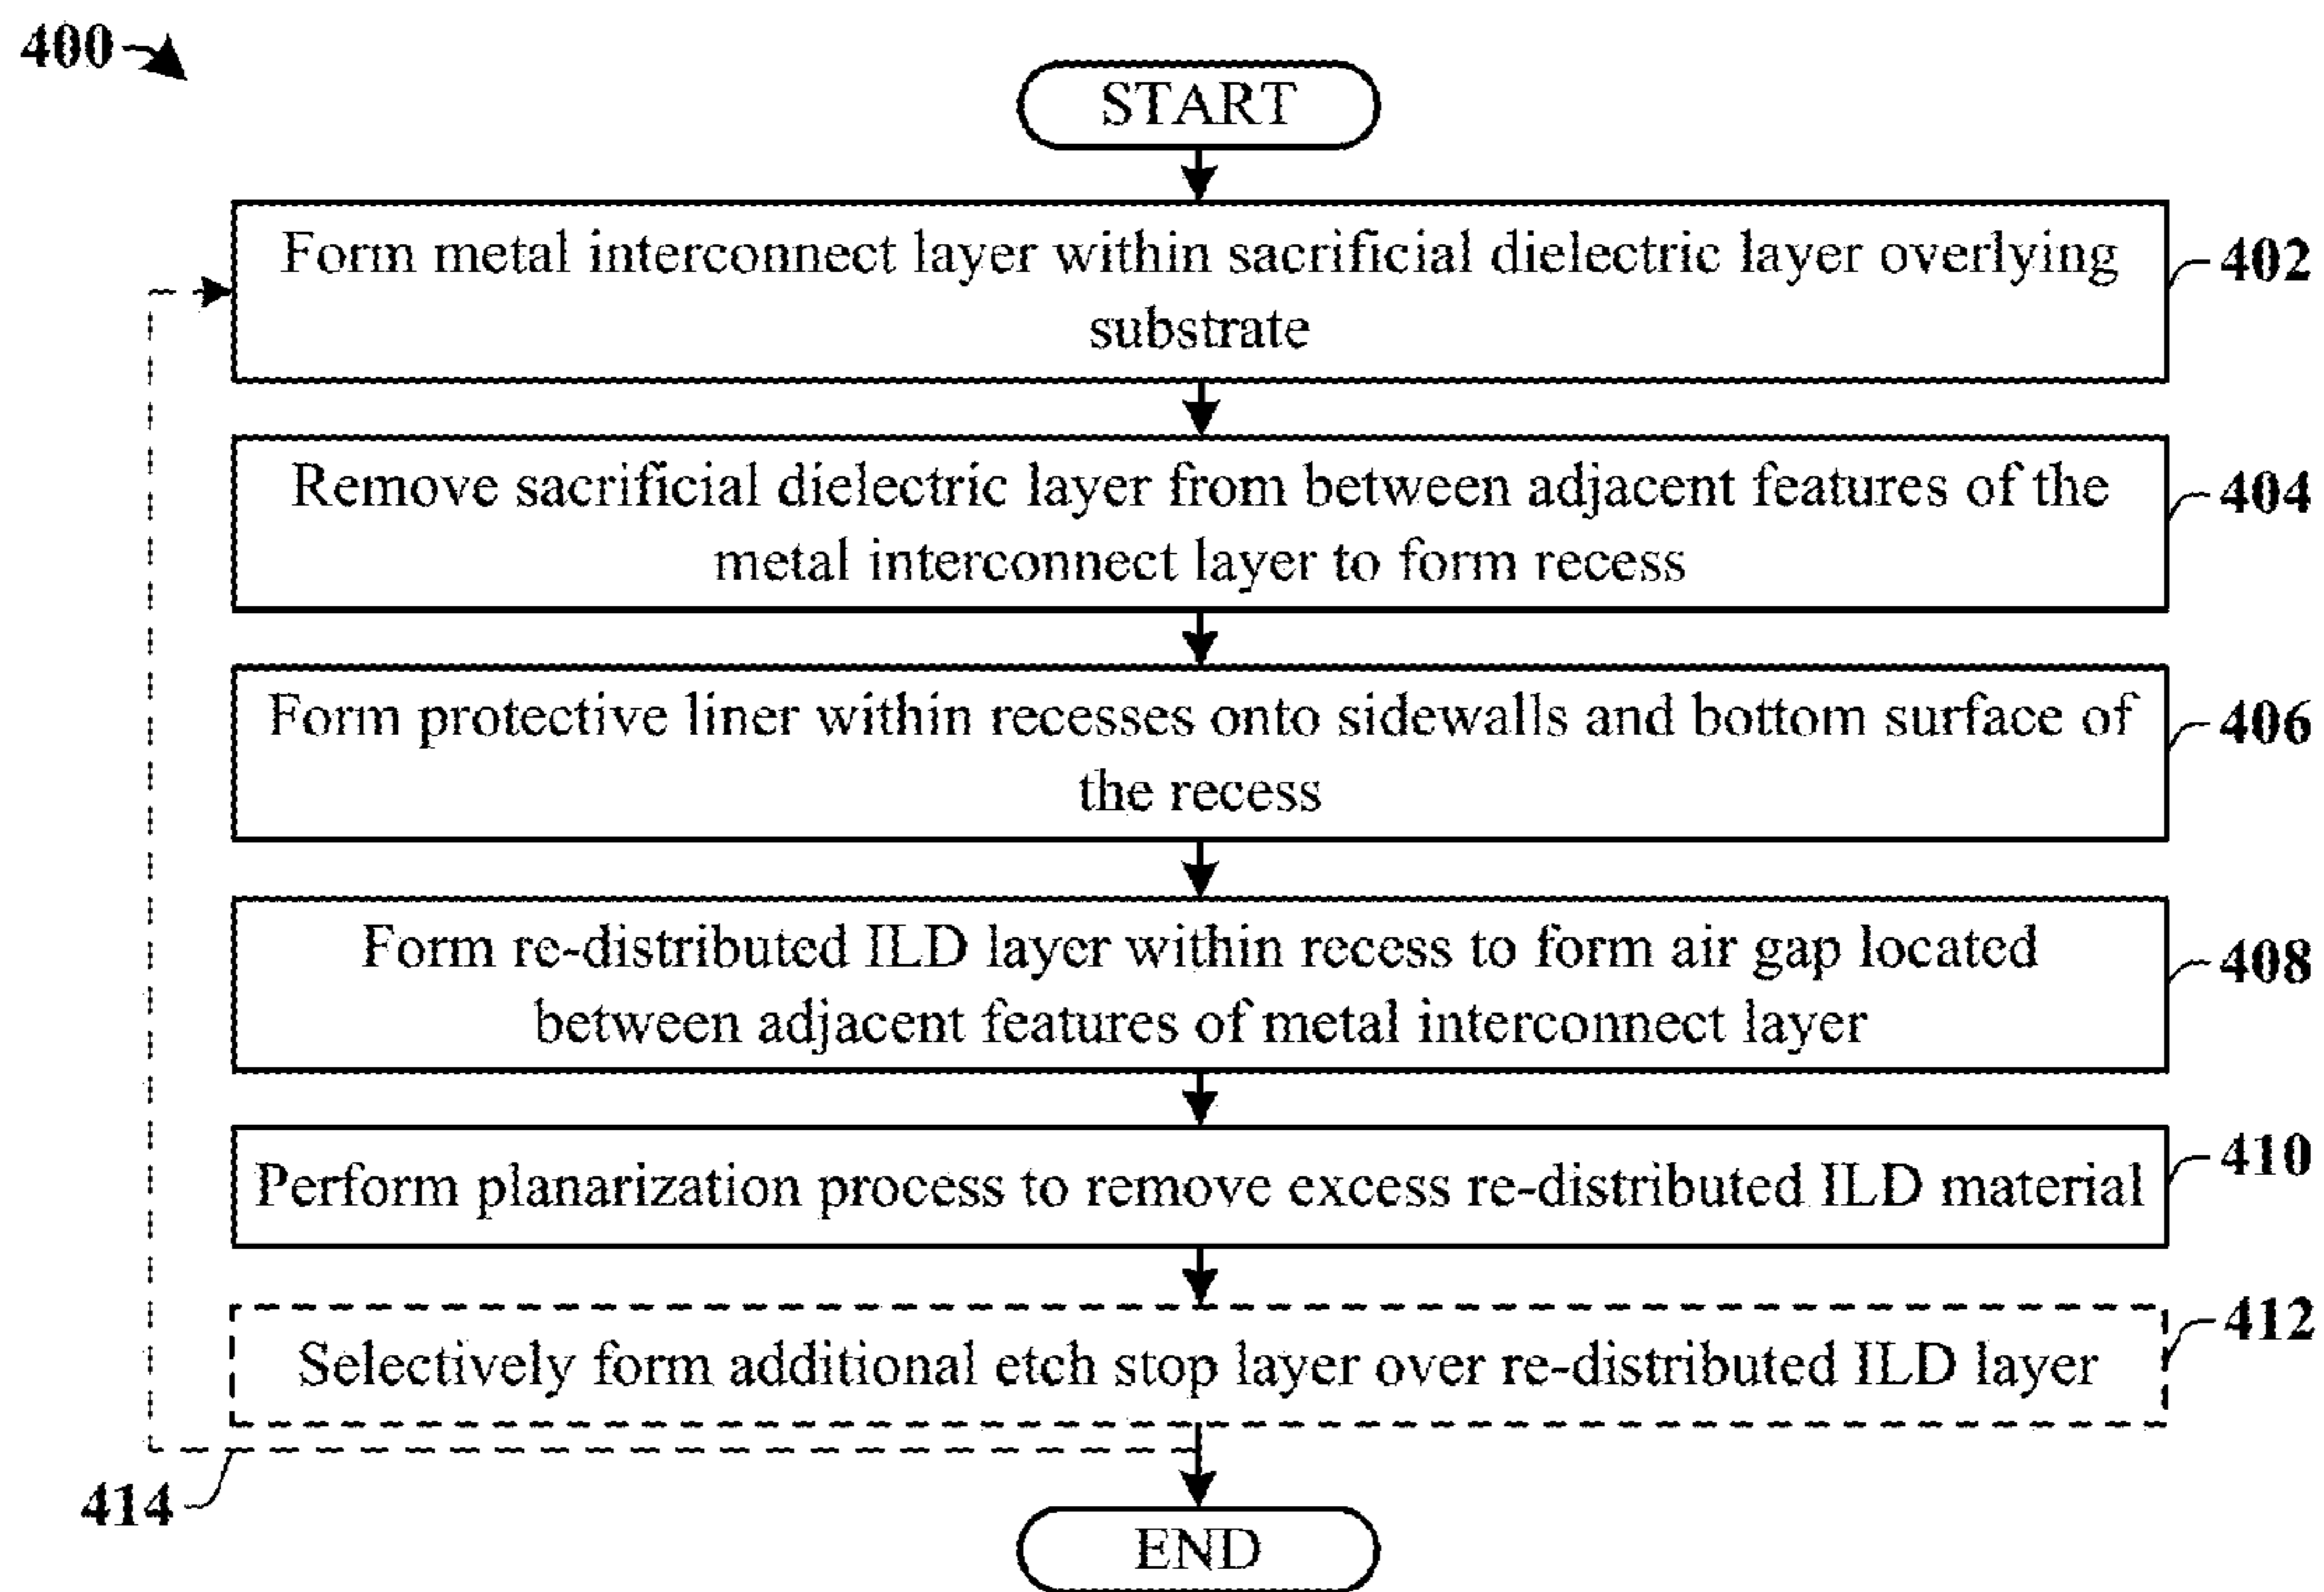 400
START
Form metal interconnect layer within sacrificial dielectric layer overlying
substrate
402
Remove sacrificial dielectric layer from between adjacent features of the
metal interconnect layer to form recess
404
Form protective liner within recesses onto sidewalls and bottom surface of
the recess
406
Form re-distributed ILD layer within recess to form air gap located
between adjacent features of metal interconnect layer
408
Perform planarization process to remove excess re-distributed ILD material
410
Selectively form additional etch stop layer over re-distributed ILD layer
412
414
END